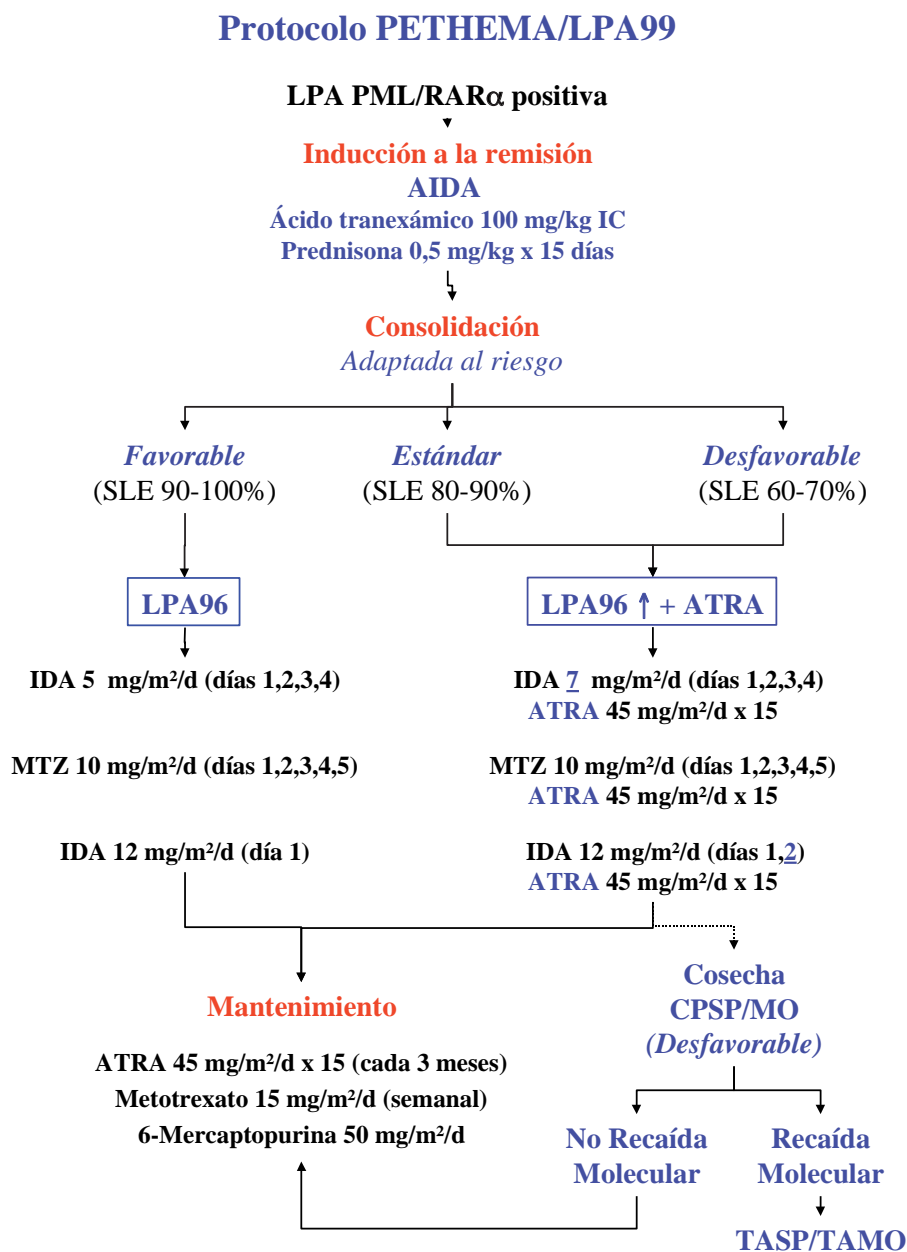 Protocolo PETHEMA/LPA99
LPA PML/RARα positiva
Inducción a la remisión
AIDA
Ácido tranexámico 100 mg/kg IC
Prednisona 0,5 mg/kg x 15 días
Consolidación
Adaptada al riesgo
Favorable
(SLE 90-100%)
Estándar
(SLE 80-90%)
Desfavorable
(SLE 60-70%)
LPA96
IDA 5 mg/m²/d (días 1,2,3,4)
MTZ 10 mg/m²/d (días 1,2,3,4,5)
IDA 12 mg/m²/d (día 1)
LPA96 ↑ + ATRA
IDA 7 mg/m²/d (días 1,2,3,4)
ATRA 45 mg/m²/d x 15
MTZ 10 mg/m²/d (días 1,2,3,4,5)
ATRA 45 mg/m²/d x 15
IDA 12 mg/m²/d (días 1,2)
ATRA 45 mg/m²/d x 15
Mantenimiento
ATRA 45 mg/m²/d x 15 (cada 3 meses)
Metotrexato 15 mg/m²/d (semanal)
6-Mercaptopurina 50 mg/m²/d
Cosecha
CPSP/MO
(Desfavorable)
No Recaída
Molecular
Recaída
Molecular
TASP/TAMO